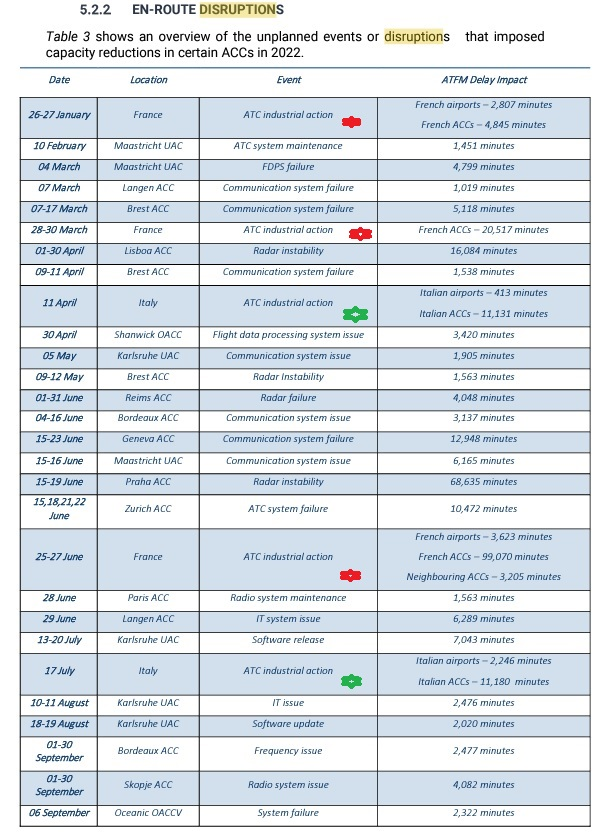 5.2.2 EN-ROUTE DISRUPTIONS
Table 3 shows an overview of the unplanned events or disruptions that imposed
capacity reductions in certain ACCs in 2022.
Date Location Event ATFM Delay Impact
26-27 January France ATC industrial action French airports – 2,807 minutes
French ACCs – 4,845 minutes
10 February Maastricht UAC ATC system maintenance 1,451 minutes
04 March Maastricht UAC FDPS failure 4,799 minutes
07 March Langen ACC Communication system failure 1,019 minutes
07-17 March Brest ACC Communication system failure 5,118 minutes
28-30 March France ATC industrial action French ACCs – 20,517 minutes
01-30 April Lisboa ACC Radar instability 16,084 minutes
09-11 April Brest ACC Communication system failure 1,538 minutes
11 April Italy ATC industrial action Italian airports – 413 minutes
Italian ACCs – 11,131 minutes
30 April Shanwick OACC Flight data processing system issue 3,420 minutes
05 May Karlsruhe UAC Communication system issue 1,905 minutes
09-12 May Brest ACC Radar Instability 1,563 minutes
01-31 June Reims ACC Radar failure 4,048 minutes
04-16 June Bordeaux ACC Communication system issue 3,137 minutes
15-23 June Geneva ACC Communication system failure 12,948 minutes
15-16 June Maastricht UAC Communication system issue 6,165 minutes
15-19 June Praha ACC Radar instability 68,635 minutes
15,18,21,22
June Zurich ACC ATC system failure 10,472 minutes
25-27 June France ATC industrial action French airports – 3,623 minutes
French ACCs – 99,070 minutes
Neighbouring ACCs – 3,205 minutes
28 June Paris ACC Radio system maintenance 1,563 minutes
29 June Langen ACC IT system issue 6,289 minutes
13-20 July Karlsruhe UAC Software release 7,043 minutes
17 July Italy ATC industrial action Italian airports – 2,246 minutes
Italian ACCs – 11,180 minutes
10-11 August Karlsruhe UAC IT issue 2,476 minutes
18-19 August Karlsruhe UAC Software update 2,020 minutes
01-30
September Bordeaux ACC Frequency issue 2,477 minutes
01-30
September Skopje ACC Radio system issue 4,082 minutes
06 September Oceanic OACCV System failure 2,322 minutes